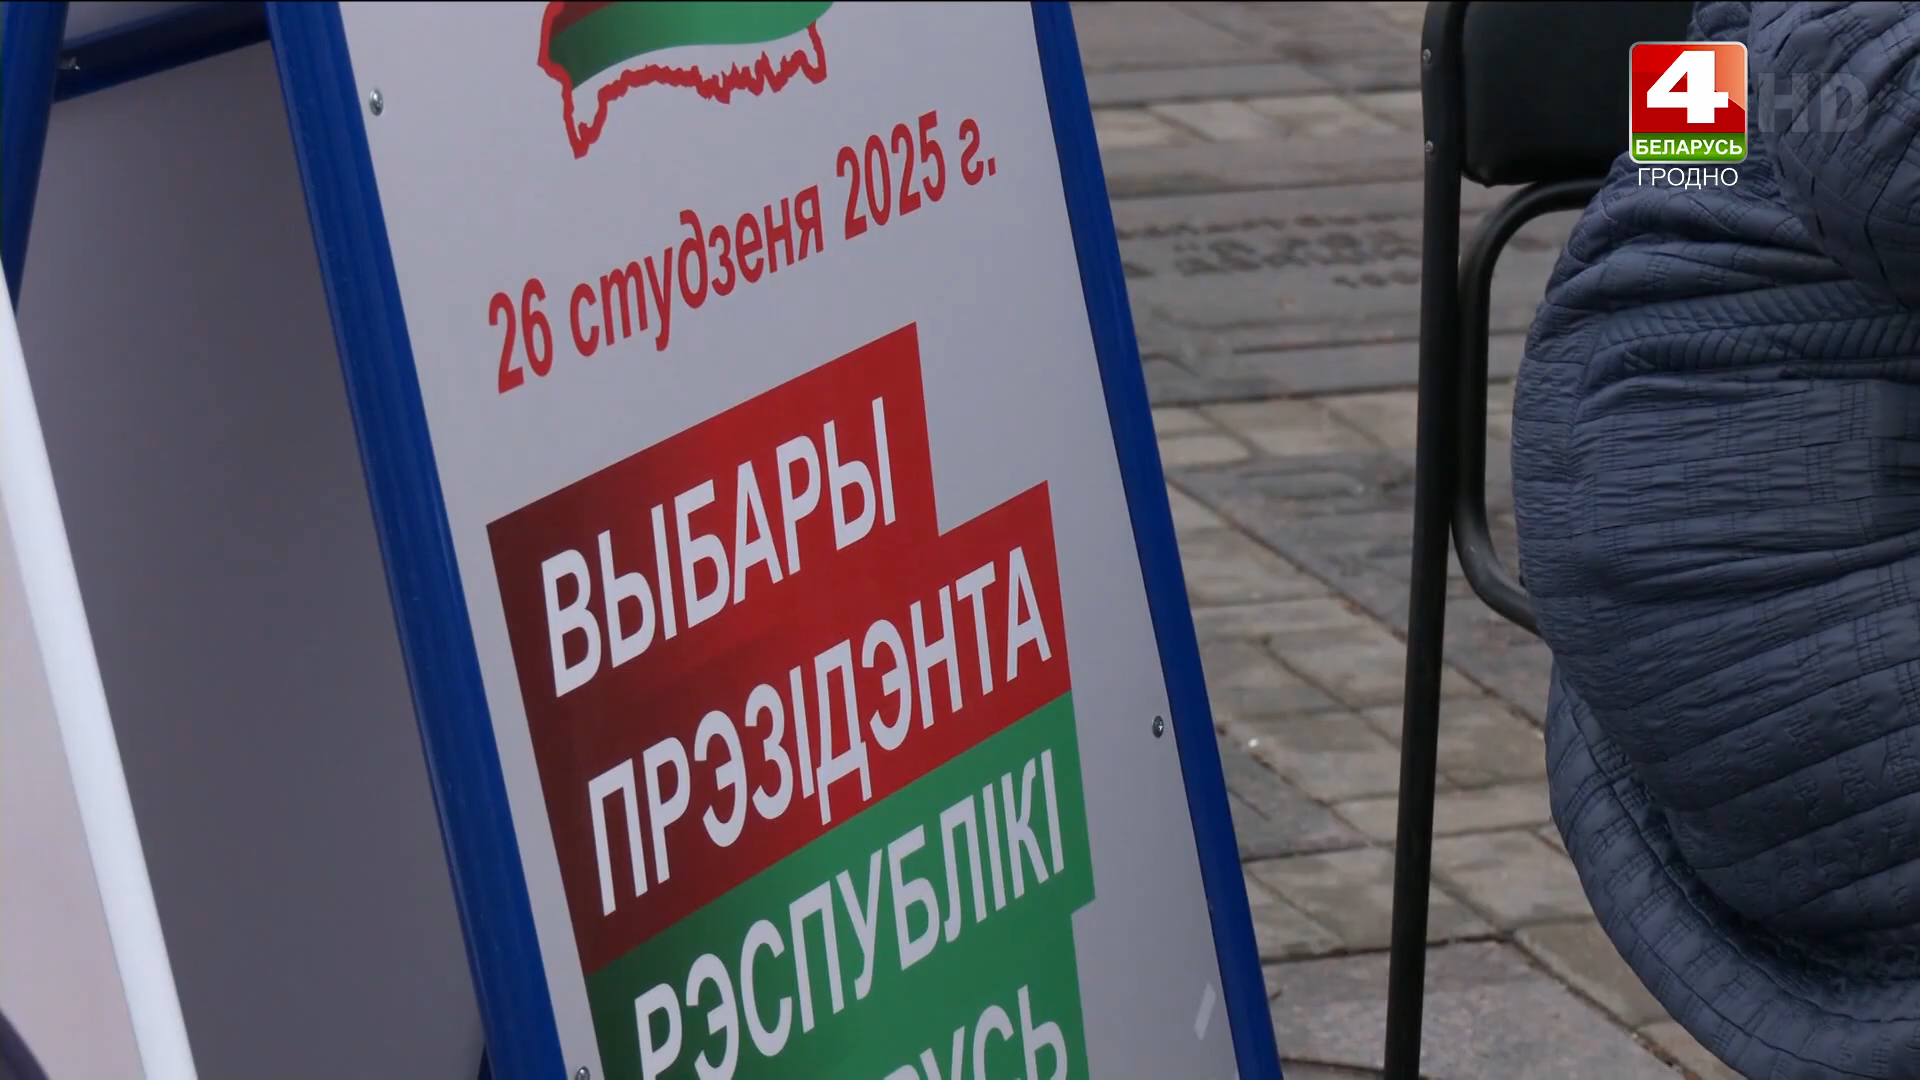 26 студзеня 2025 г.
ВЫБАРЫ
ПРЭЗІДЭНТА
РЭСПУБЛІКІ
4 HD
БЕЛАРУСЬ
ГРОДНО